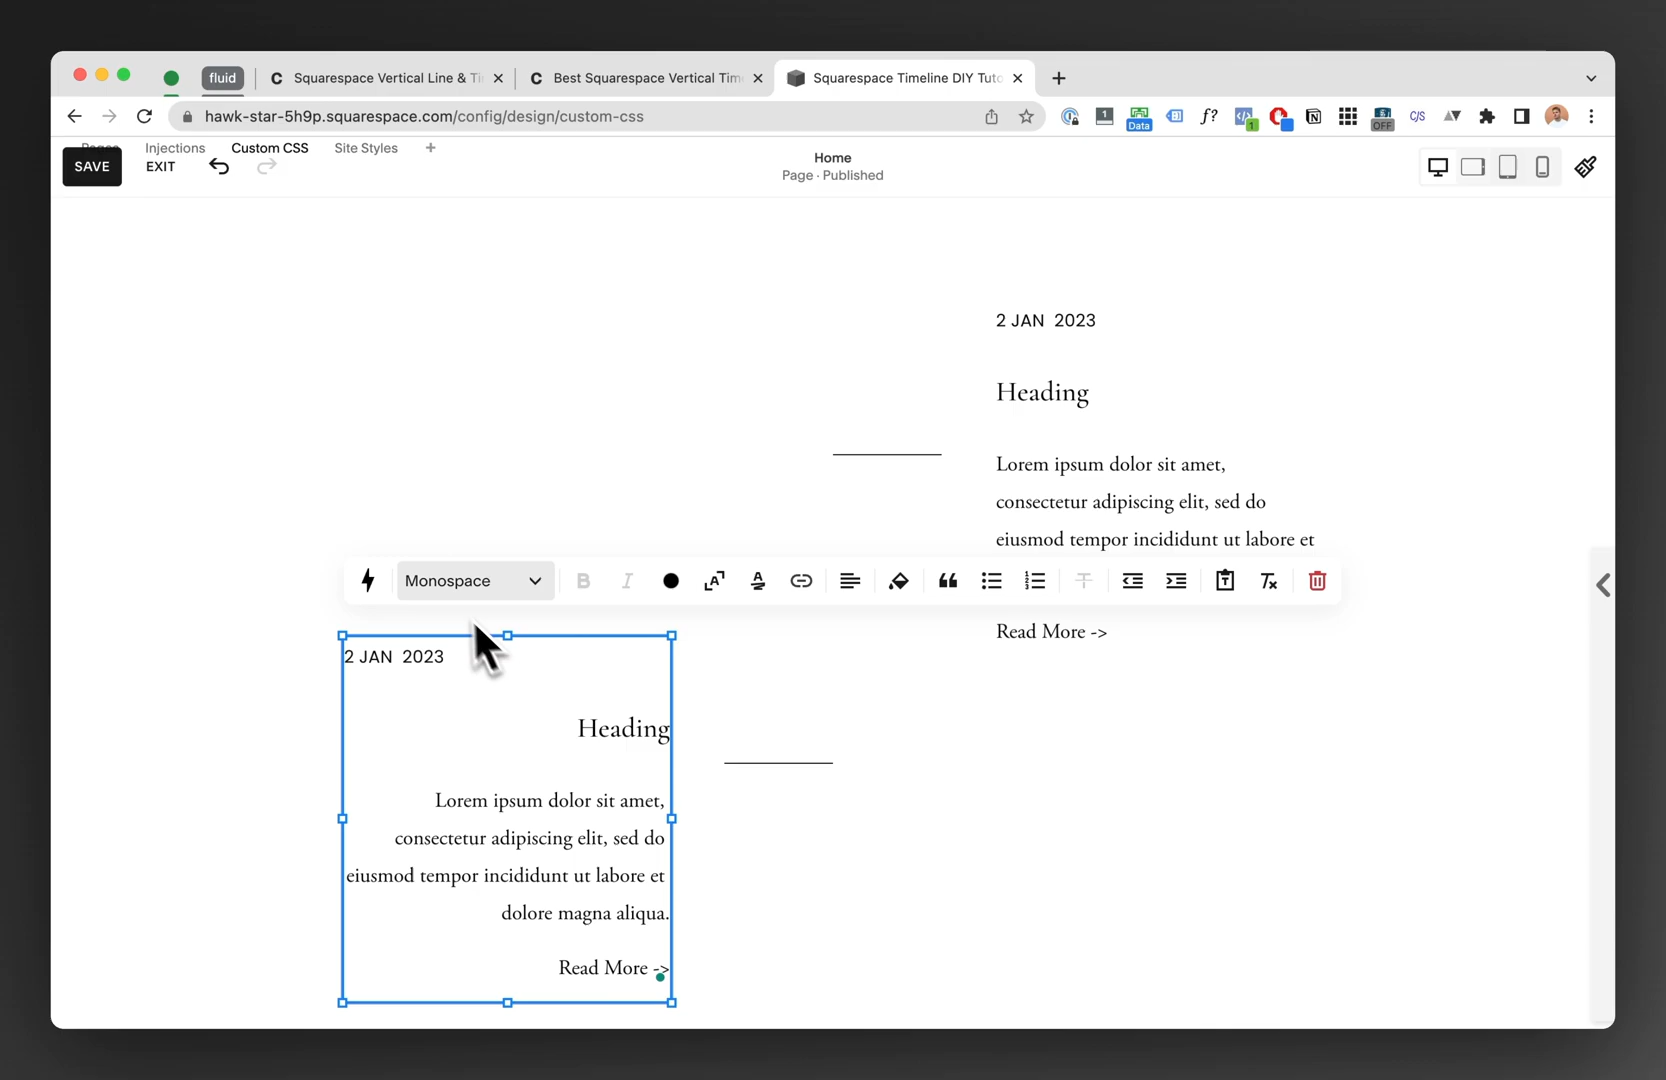 fluid
Squarespace Vertical Line & Ti
Best Squarespace Vertical Tim
Squarespace Timeline DIY Tuto
hawk-star-5h9p.squarespace.com/config/design/custom-css
1
Data
f?
1
OFF
C/S
Pages
Injections
Custom CSS
Site Styles
SAVE
EXIT
Home
Page · Published
2 JAN 2023
Heading
Lorem ipsum dolor sit amet,
consectetur adipiscing elit, sed do
eiusmod tempor incididunt ut labore et
Read More ->
Monospace
B
I
2 JAN 2023
Heading
Lorem ipsum dolor sit amet,
consectetur adipiscing elit, sed do
eiusmod tempor incididunt ut labore et
dolore magna aliqua.
Read More ->